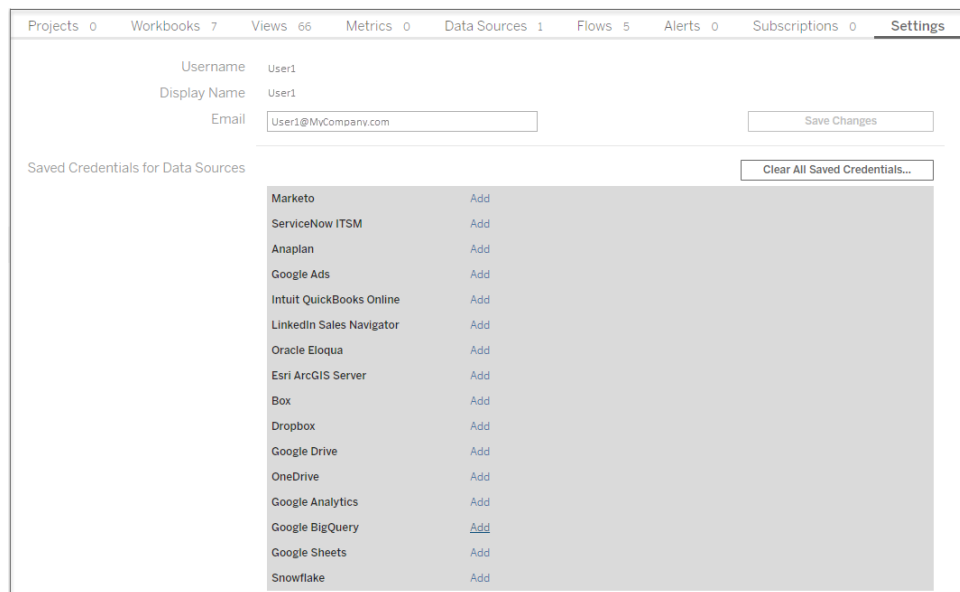 Projects 0 Workbooks 7 Views 66 Metrics 0 Data Sources 1 Flows 5 Alerts 0 Subscriptions 0 Settings
Username User1
Display Name User1
Email User1@MyCompany.com Save Changes
Saved Credentials for Data Sources Clear All Saved Credentials...
Marketo Add
ServiceNow ITSM Add
Anaplan Add
Google Ads Add
Intuit QuickBooks Online Add
LinkedIn Sales Navigator Add
Oracle Eloqua Add
Esri ArcGIS Server Add
Box Add
Dropbox Add
Google Drive Add
OneDrive Add
Google Analytics Add
Google BigQuery Add
Google Sheets Add
Snowflake Add